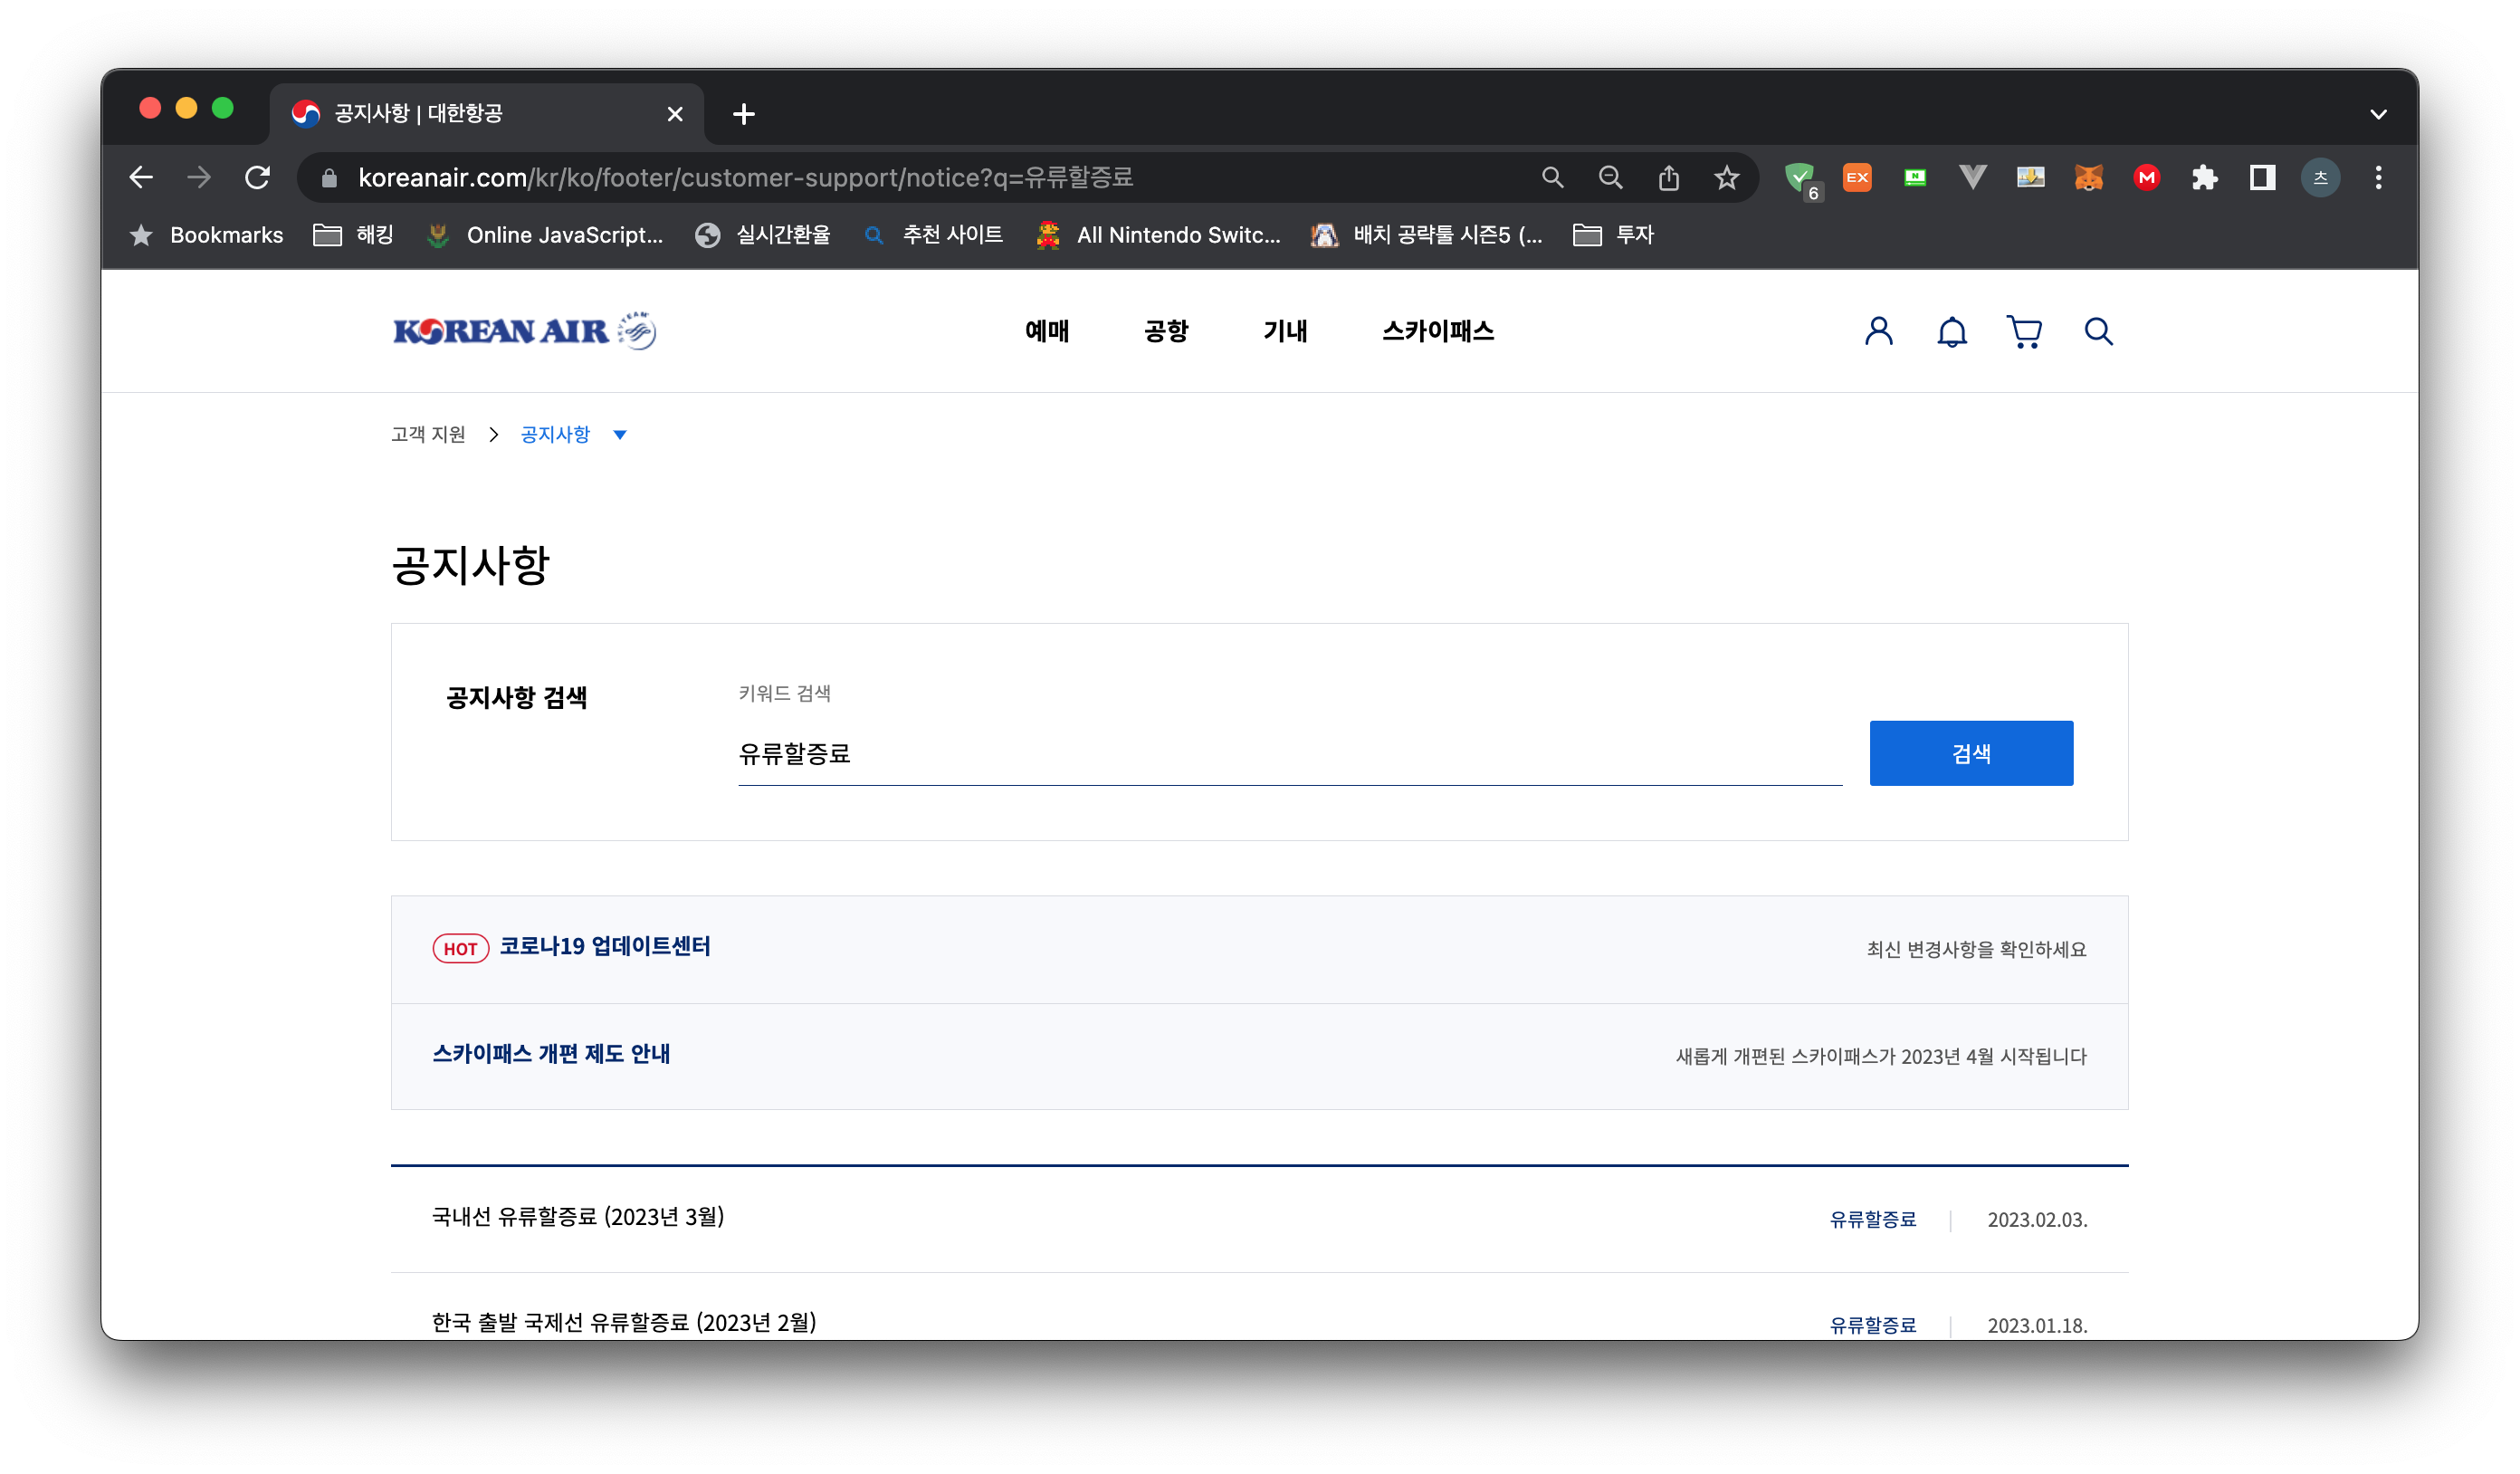 공지사항 | 대한항공
koreanair.com/kr/ko/footer/customer-support/notice?q=유류할증료
6
EX
N
M
츠
Bookmarks 해킹 Online JavaScript... 실시간환율 추천 사이트 All Nintendo Switc... 배치 공략툴 시즌5 (... 투자
KOREAN AIR SKYTEAM
예매 공항 기내 스카이패스
고객 지원 > 공지사항
공지사항
공지사항 검색
키워드 검색
유류할증료
검색
HOT 코로나19 업데이트센터 최신 변경사항을 확인하세요
스카이패스 개편 제도 안내 새롭게 개편된 스카이패스가 2023년 4월 시작됩니다
국내선 유류할증료 (2023년 3월) 유류할증료 2023.02.03.
한국 출발 국제선 유류할증료 (2023년 2월) 유류할증료 2023.01.18.